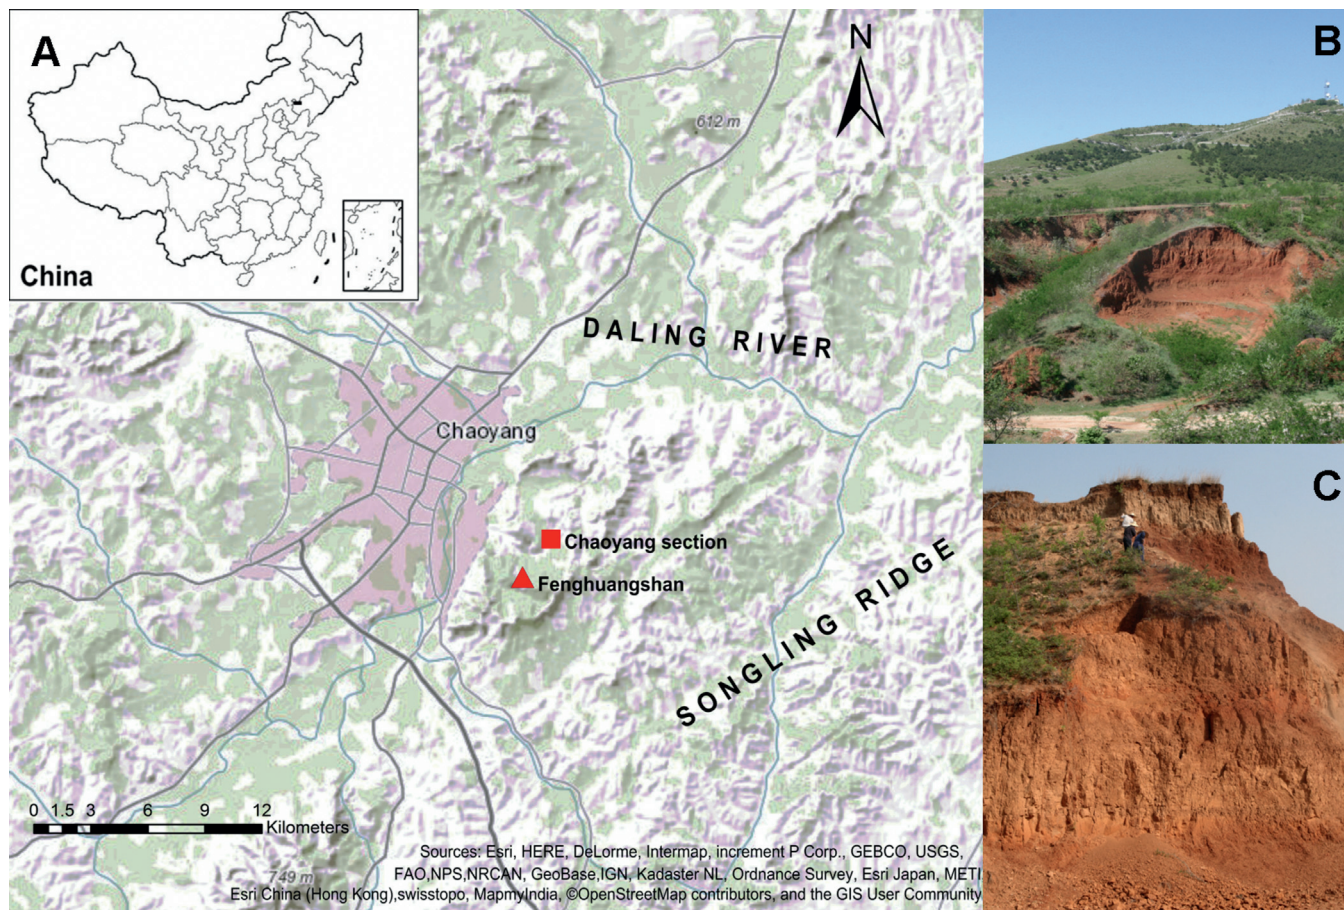 A
China
N
612 m
DALING RIVER
Chaoyang
Chaoyang section
Fenghuangshan
SONGLING RIDGE
0 1.5 3 6 9 12
Kilometers
749 m
Sources: Esri, HERE, DeLorme, Intermap, increment P Corp., GEBCO, USGS,
FAO,NPS,NRCAN, GeoBase,IGN, Kadaster NL, Ordnance Survey, Esri Japan, METI
Esri China (Hong Kong),swisstopo, MapmyIndia, ©OpenStreetMap contributors, and the GIS User Community
B
C